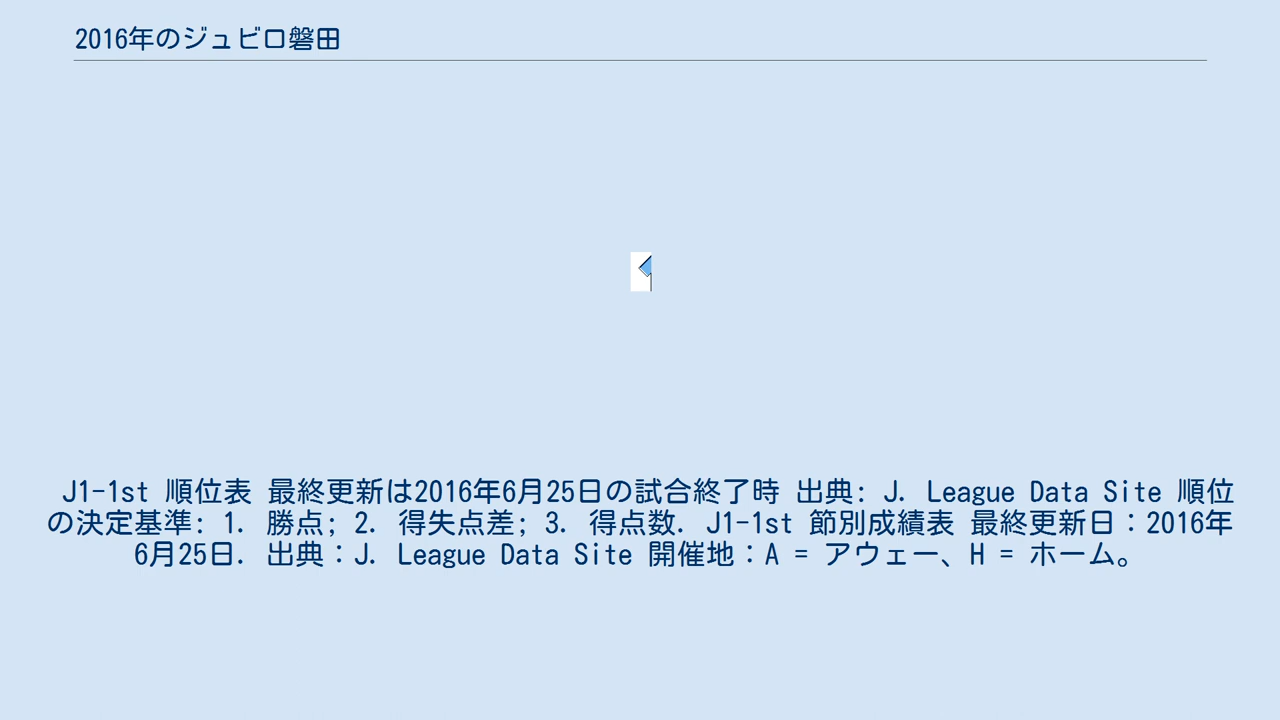 2016年のジュビロ磐田
J1-1st 順位表 最終更新は2016年6月25日の試合終了時 出典: J. League Data Site 順位
の決定基準: 1. 勝点; 2. 得失点差; 3. 得点数. J1-1st 節別成績表 最終更新日：2016年
6月25日. 出典：J. League Data Site 開催地：A = アウェー、H = ホーム。